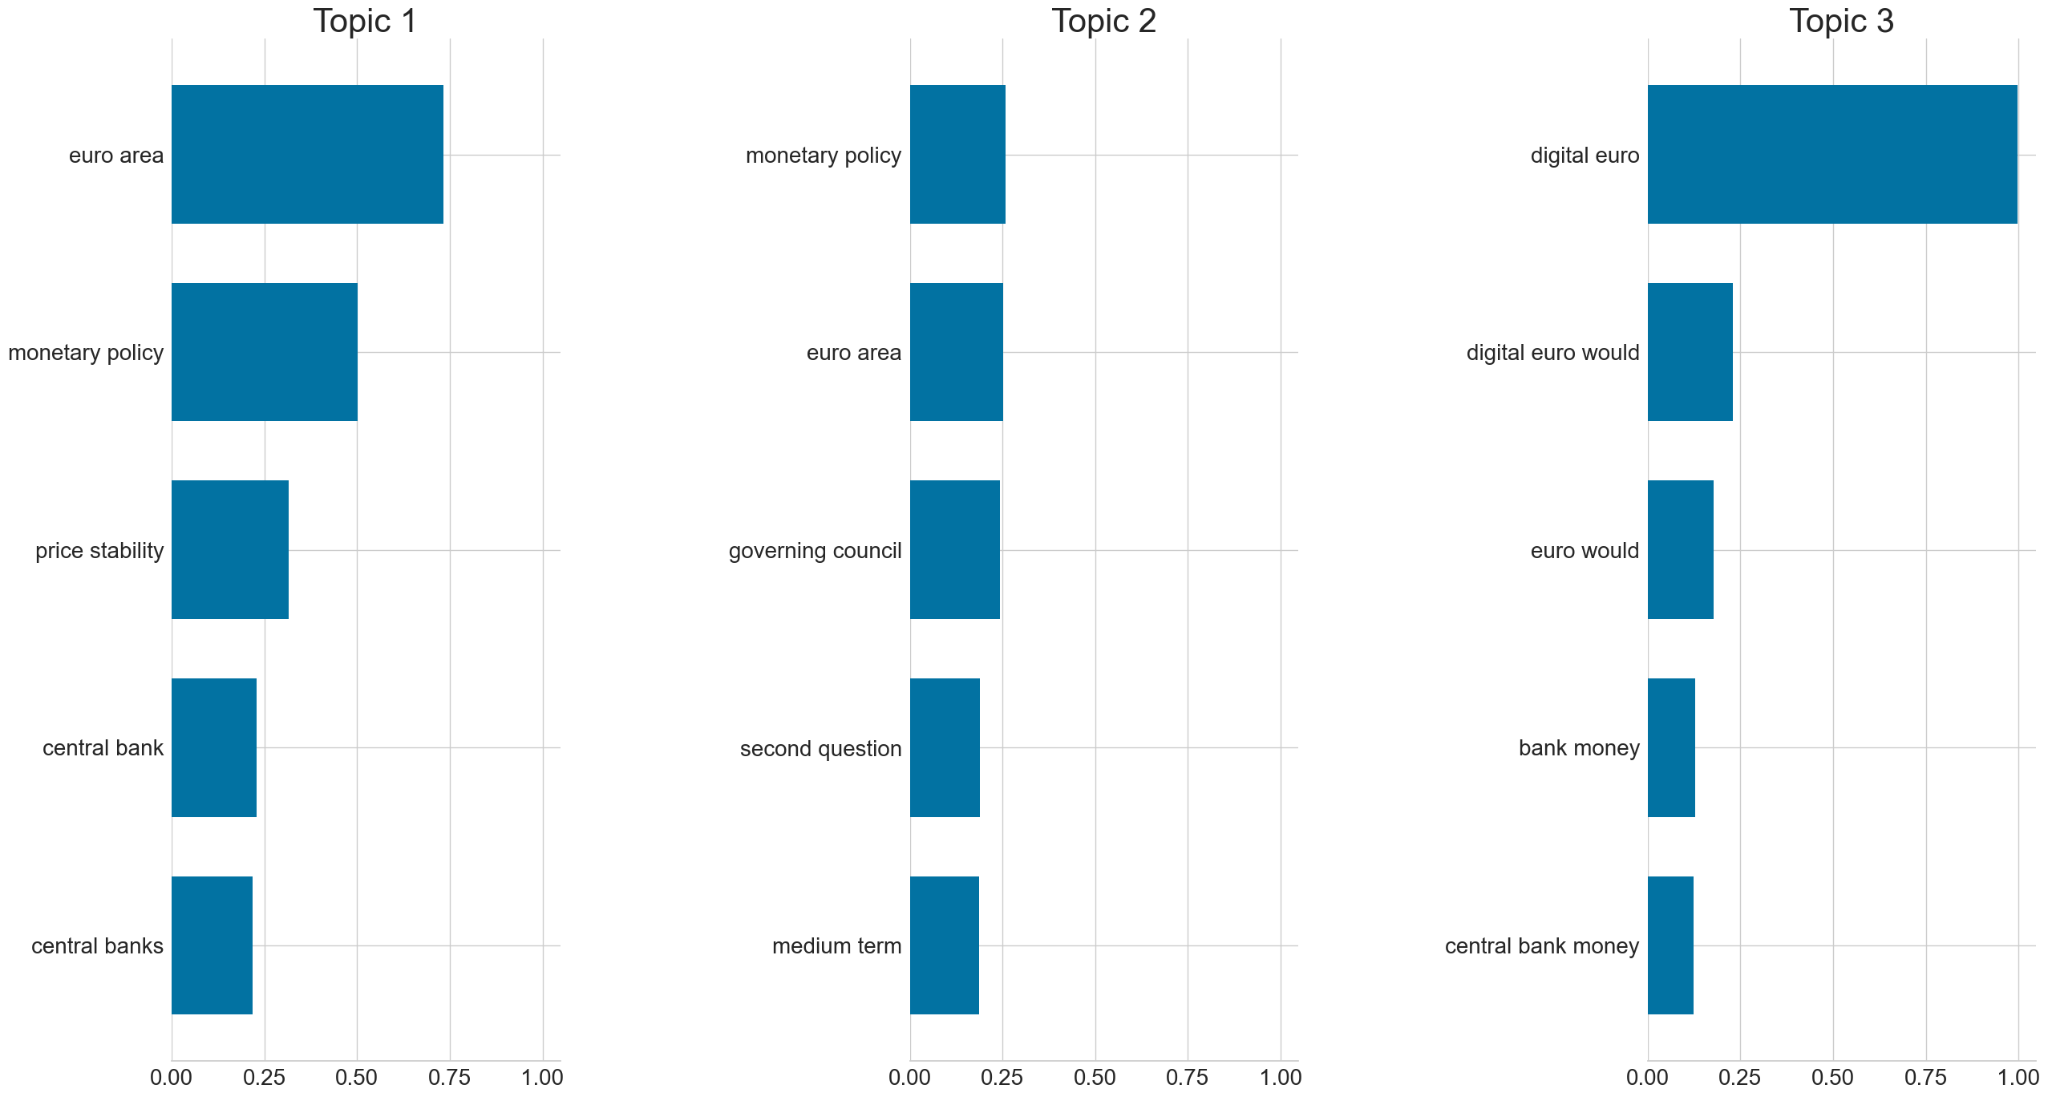 Topic 1
euro area
monetary policy
price stability
central bank
central banks
0.00 0.25 0.50 0.75 1.00
Topic 2
monetary policy
euro area
governing council
second question
medium term
0.00 0.25 0.50 0.75 1.00
Topic 3
digital euro
digital euro would
euro would
bank money
central bank money
0.00 0.25 0.50 0.75 1.00